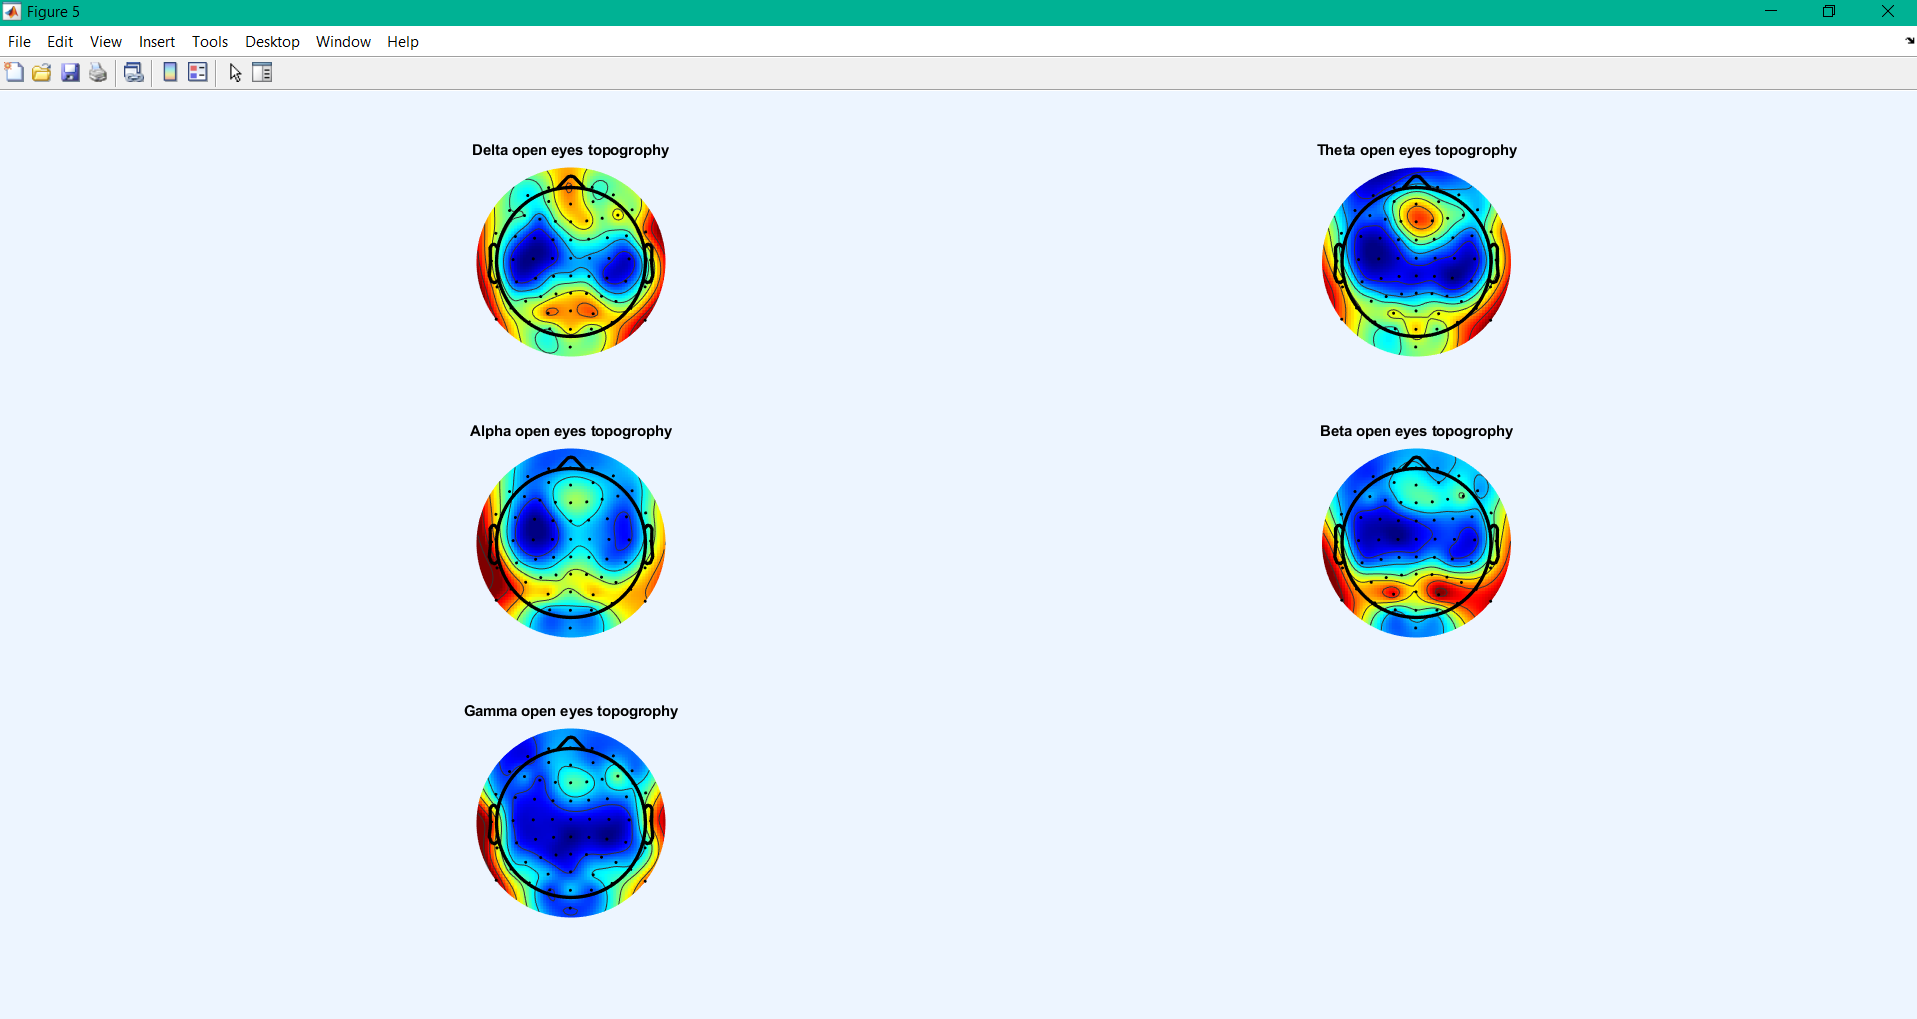 Figure 5
File Edit View Insert Tools Desktop Window Help
Delta open eyes topogrophy
Theta open eyes topogrophy
Alpha open eyes topogrophy
Beta open eyes topogrophy
Gamma open eyes topogrophy